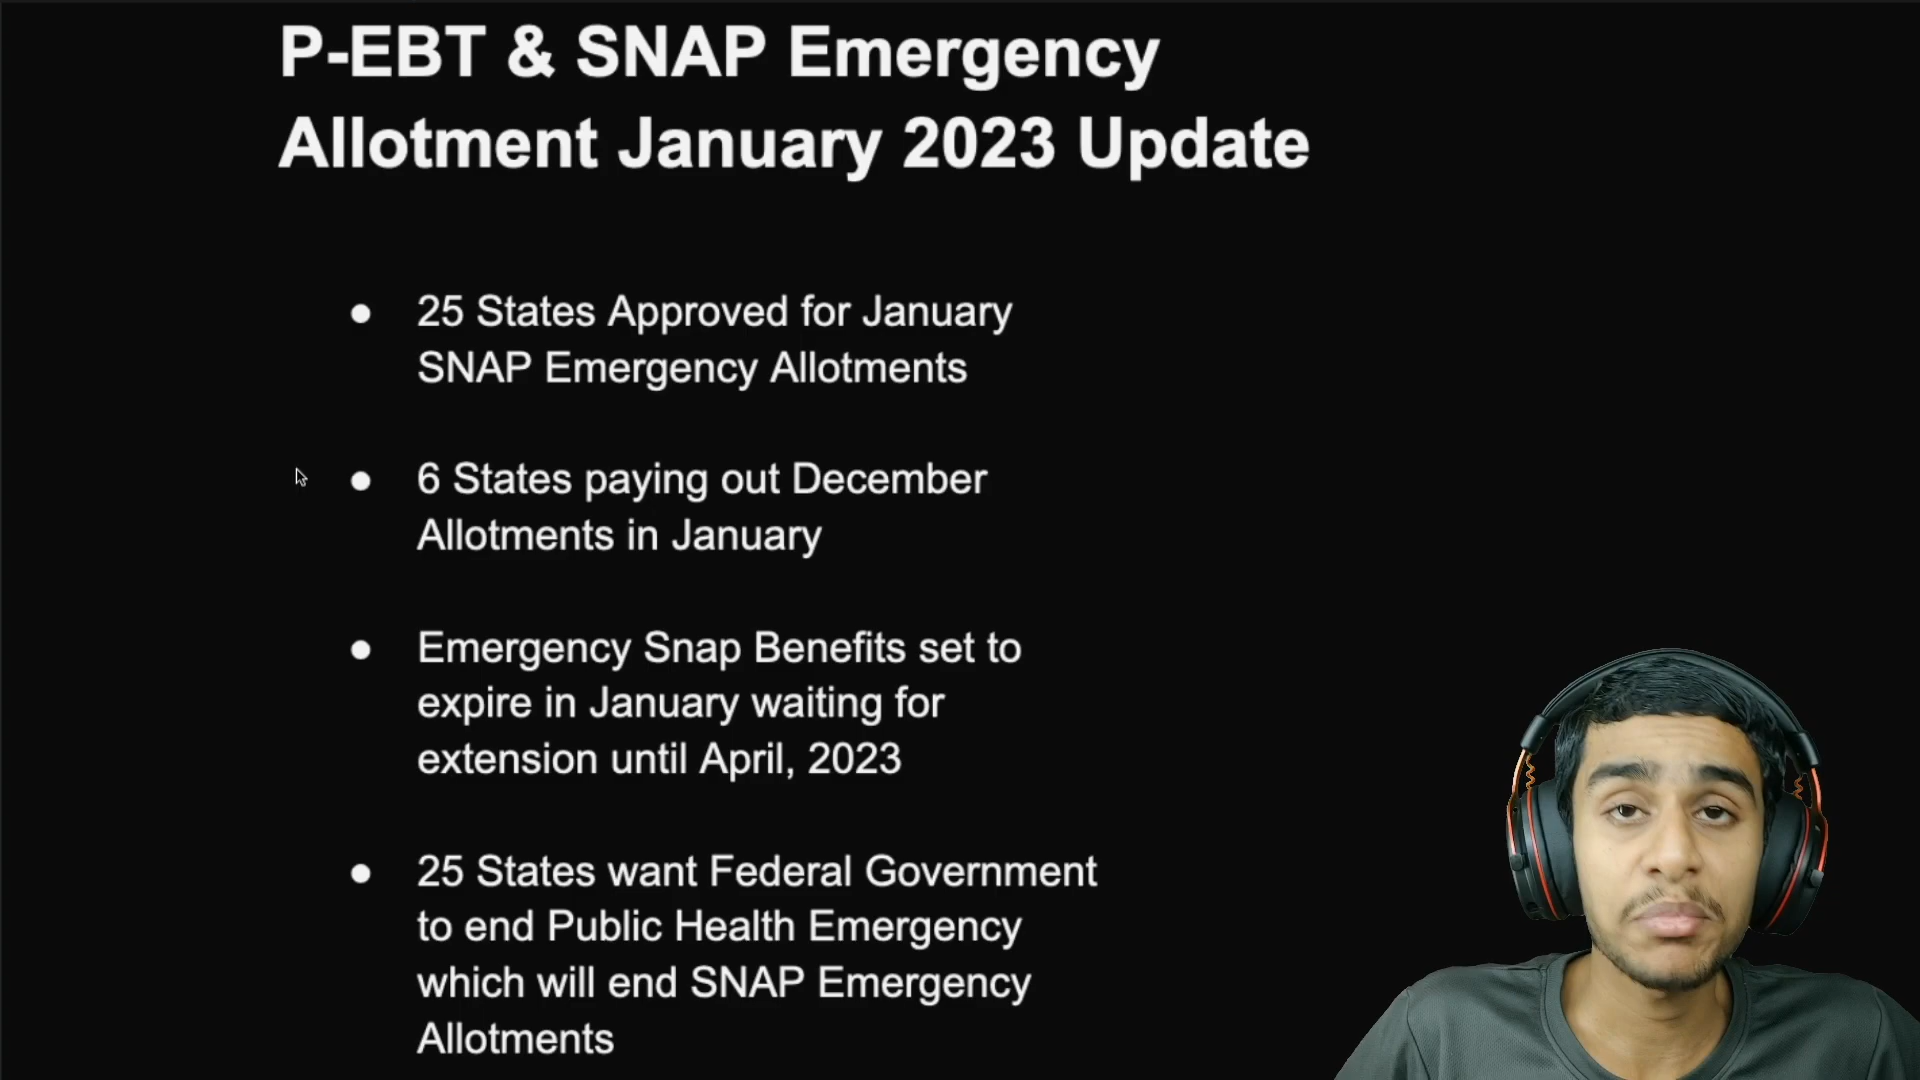 P-EBT & SNAP Emergency
Allotment January 2023 Update
● 25 States Approved for January
SNAP Emergency Allotments
● 6 States paying out December
Allotments in January
● Emergency Snap Benefits set to
expire in January waiting for
extension until April, 2023
● 25 States want Federal Government
to end Public Health Emergency
which will end SNAP Emergency
Allotments